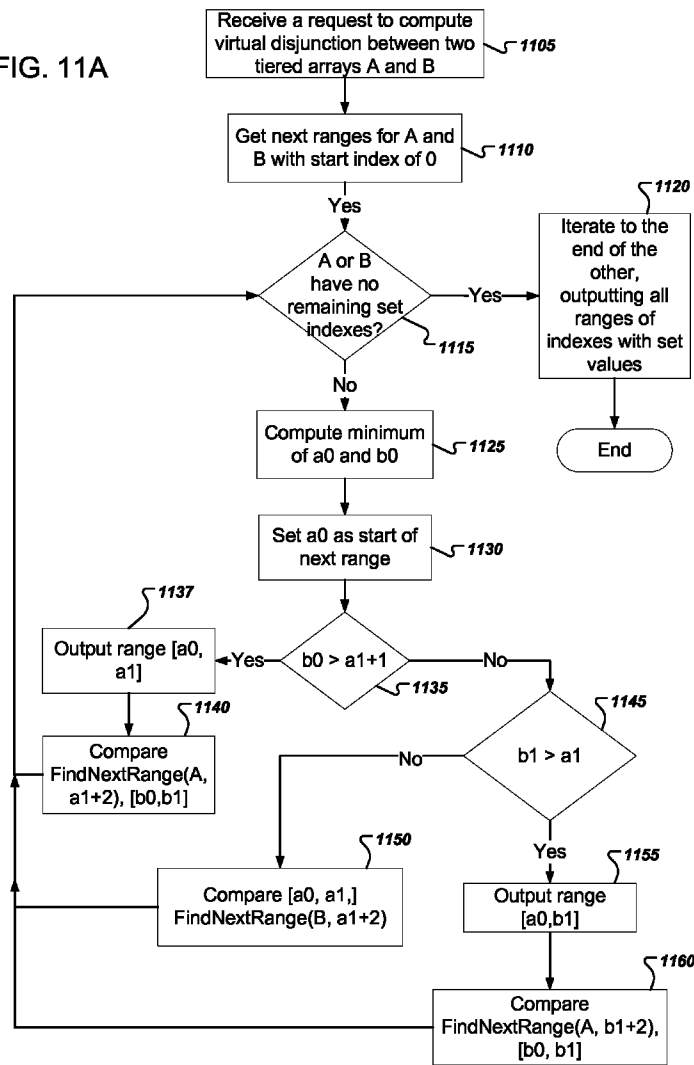 FIG. 11A
Receive a request to compute
virtual disjunction between two
tiered arrays A and B
1105
Get next ranges for A and
B with start index of 0
1110
Yes
A or B
have no
remaining set
indexes?
1115
Yes
1120
Iterate to the
end of the
other,
outputting all
ranges of
indexes with set
values
End
No
Compute minimum
of a0 and b0
1125
Set a0 as start of
next range
1130
1137
Output range [a0,
a1]
Yes
b0 > a1+1
1135
No
1140
Compare
FindNextRange(A,
a1+2), [b0,b1]
1145
b1 > a1
No
1150
Compare [a0, a1,]
FindNextRange(B, a1+2)
Yes
1155
Output range
[a0,b1]
1160
Compare
FindNextRange(A, b1+2),
[b0, b1]